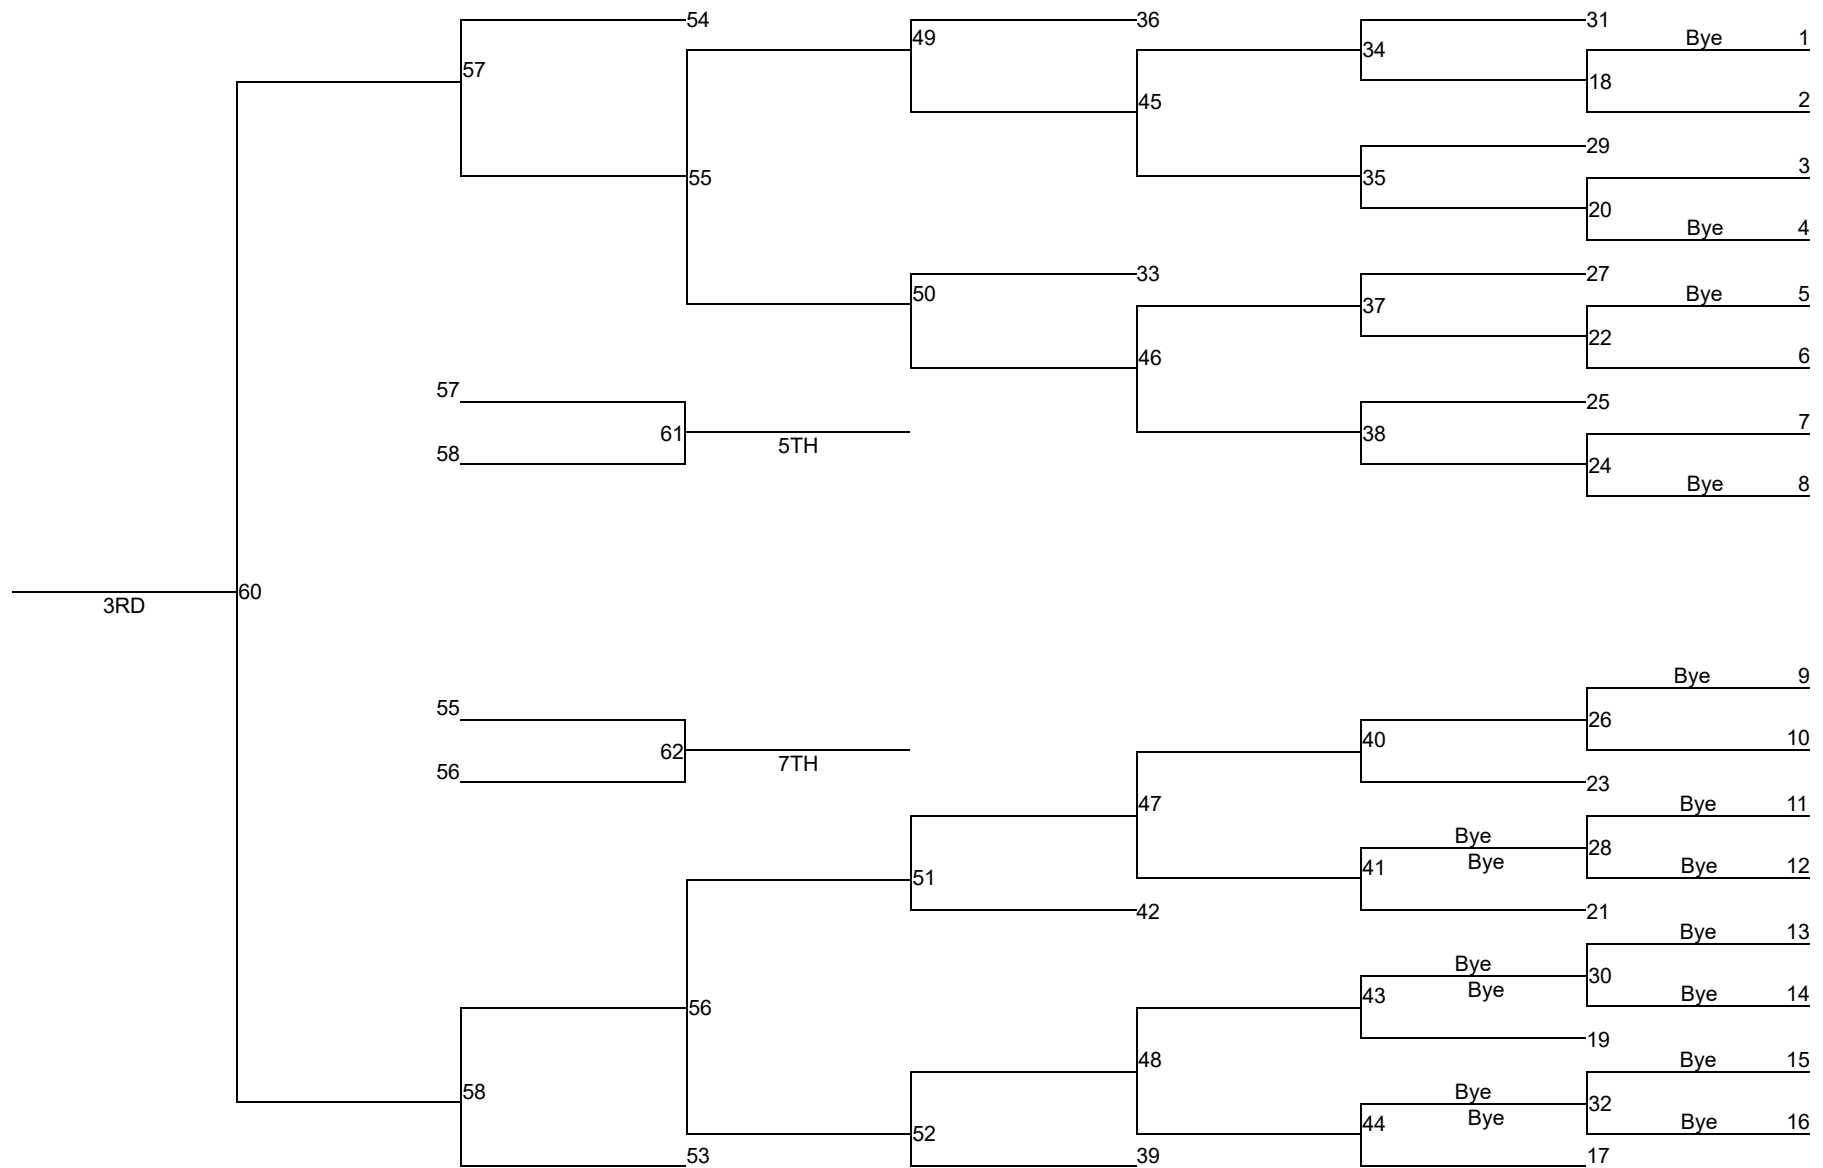 54 36 31
49 Bye 1
57 34
18
45 2
29
3
55 35
20
Bye 4
33 27
50 Bye 5
37
22
46 6
57 25
7
61 38
5TH
58 24
Bye 8
60
3RD
Bye 9
55 26
10
62 40
7TH
56 23
47 Bye 11
Bye
28
Bye Bye 12
51 41
42 21
Bye 13
Bye
30
Bye Bye 14
56 43
19
48 Bye 15
58 Bye
32
Bye Bye 16
52 44
53 39 17